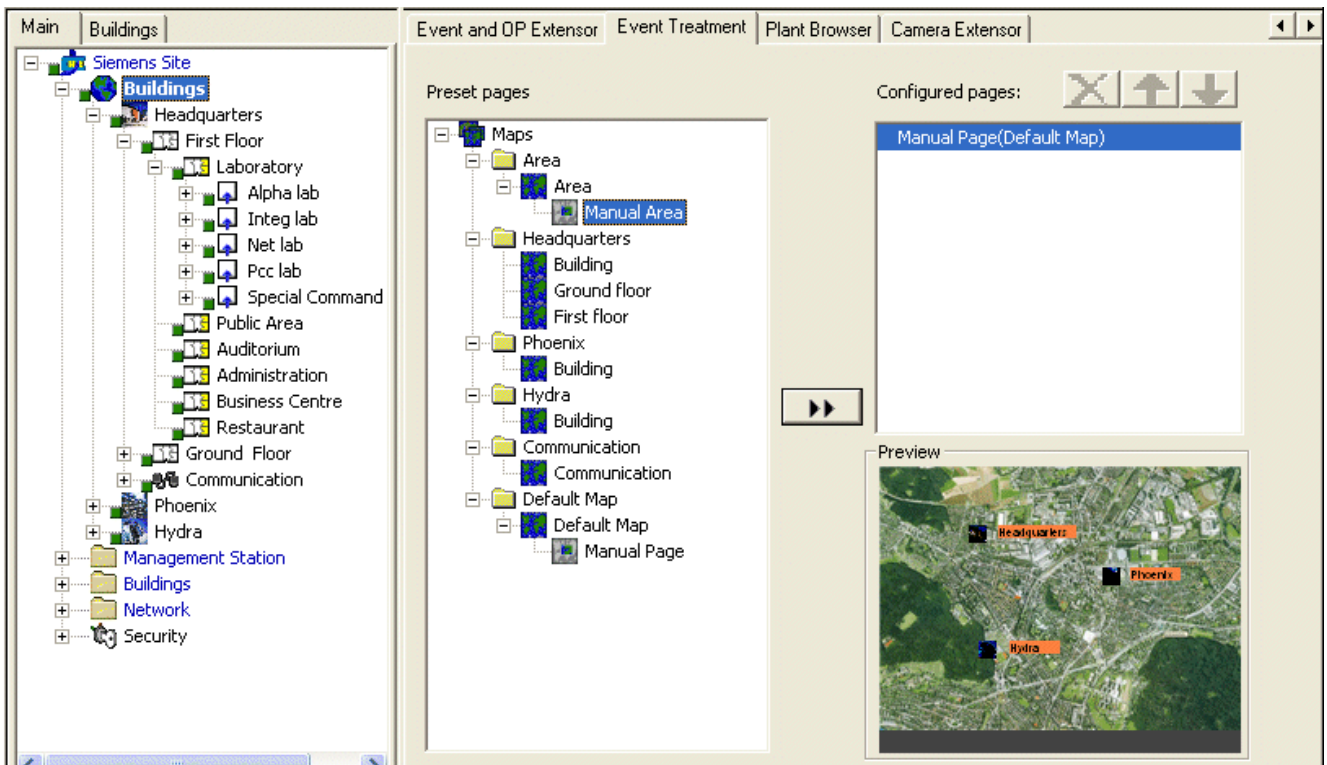 Main
Buildings
Siemens Site
Buildings
Headquarters
First Floor
Laboratory
Alpha lab
Integ lab
Net lab
Pcc lab
Special Command
Public Area
Auditorium
Administration
Business Centre
Restaurant
Ground Floor
Communication
Phoenix
Hydra
Management Station
Buildings
Network
Security
Event and OP Extensor
Event Treatment
Plant Browser
Camera Extensor
Preset pages
Maps
Area
Area
Manual Area
Headquarters
Building
Ground floor
First floor
Phoenix
Building
Hydra
Building
Communication
Communication
Default Map
Default Map
Manual Page
Configured pages:
Manual Page(Default Map)
Preview
Headquarters
Phoenix
Hydra